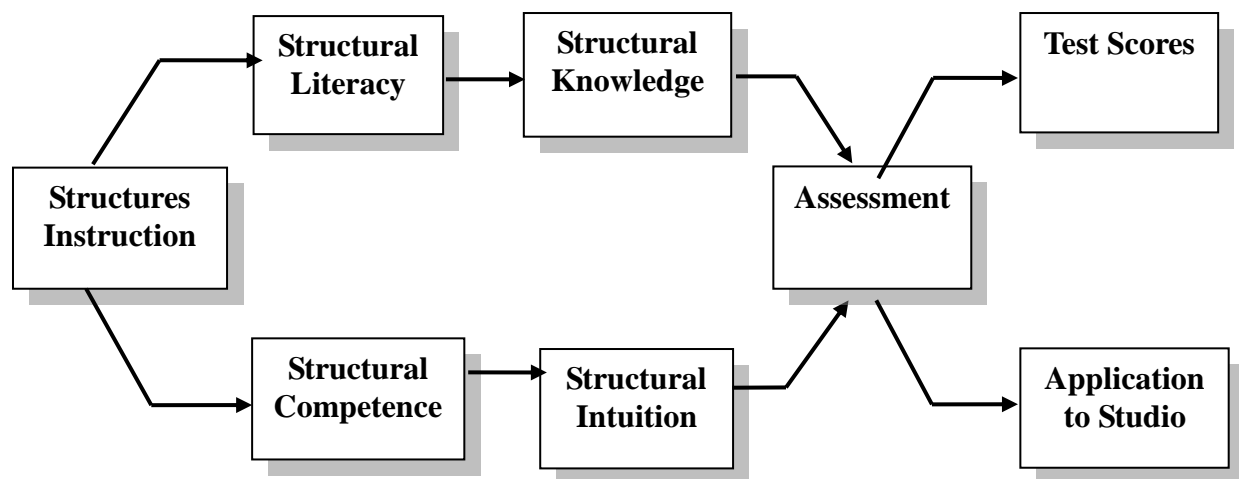 Structural
Literacy
Structural
Knowledge
Test Scores
Structures
Instruction
Assessment
Structural
Competence
Structural
Intuition
Application
to Studio